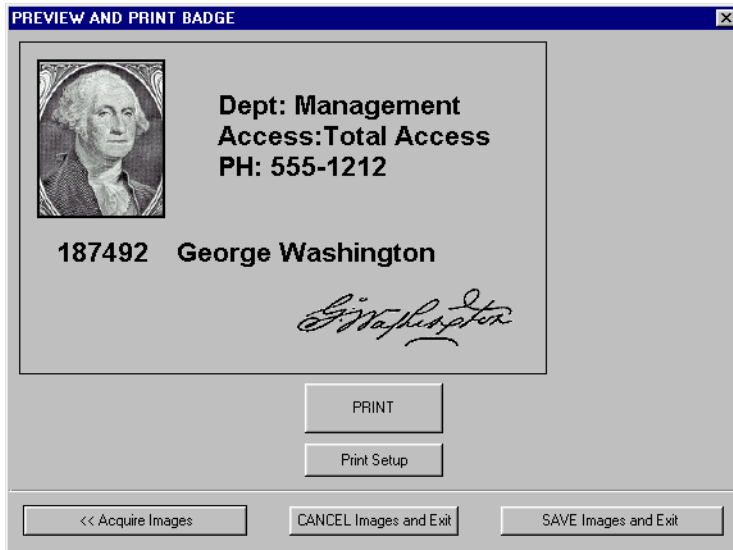 PREVIEW AND PRINT BADGE
Dept: Management
Access:Total Access
PH: 555-1212
187492 George Washington
G. Washington
PRINT
Print Setup
<< Acquire Images
CANCEL Images and Exit
SAVE Images and Exit